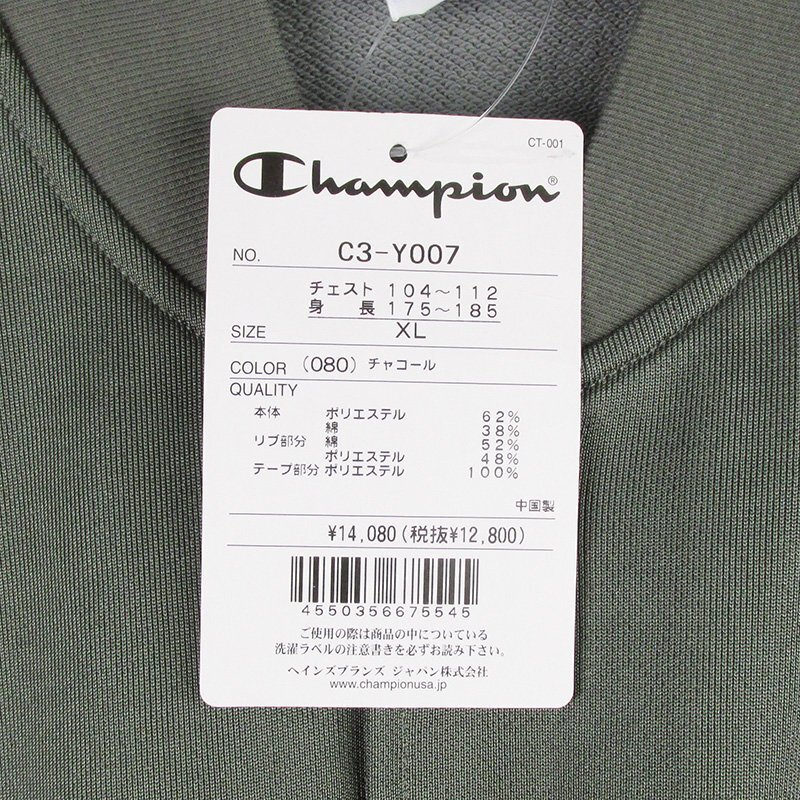 CT-001
Champion®
NO. C3-Y007
チェスト 104～112
身 長 175～185
SIZE XL
COLOR (080) チャコール
QUALITY
本体 ポリエステル 62%
綿 38%
リブ部分 綿 52%
ポリエステル 48%
テープ部分 ポリエステル 100%
中国製
¥14,080(税抜¥12,800)
4550356675545
ご使用の際は商品の中についている
洗濯ラベルの注意書きを必ずお読み下さい。
ヘインズブランズ ジャパン株式会社
www.championusa.jp